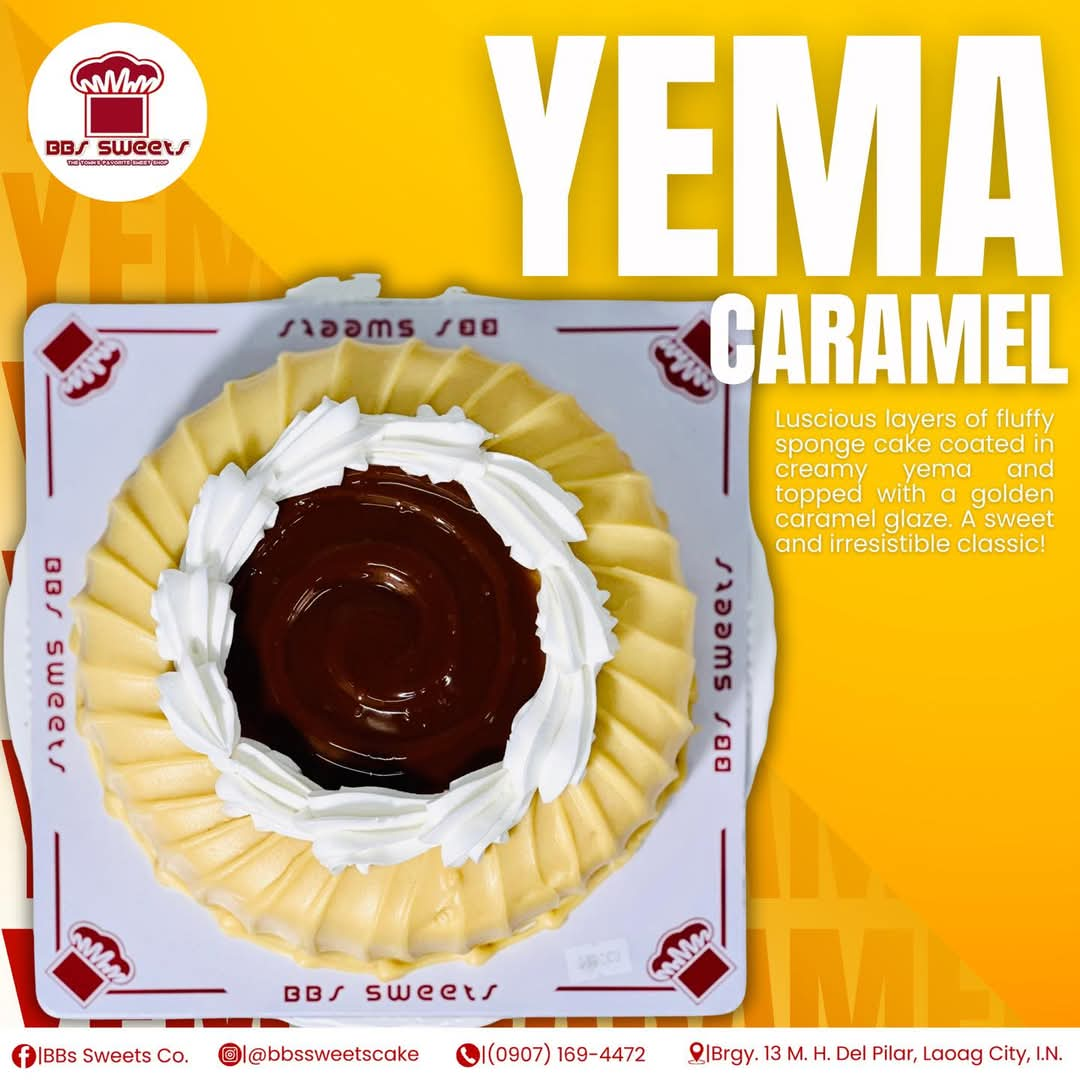 BBS SWEETS
THE TOWN'S FAVORITE SWEET SHOP
YEMA
CARAMEL
Luscious layers of fluffy
sponge cake coated in
creamy yema and
topped with a golden
caramel glaze. A sweet
and irresistible classic!
BBS SWEETS
BBS SWEETS
BBS SWEETS
BBS SWEETS
|BBs Sweets Co.
|@bbssweetscake
|(0907) 169-4472
|Brgy. 13 M. H. Del Pilar, Laoag City, I.N.